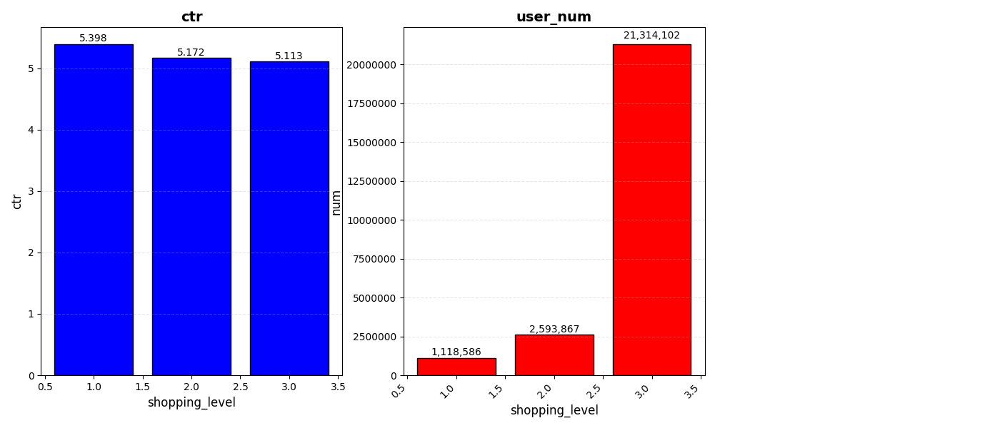 ctr
5.398
5.172
5.113
5
4
3
2
1
0
ctr
0.5 1.0 1.5 2.0 2.5 3.0 3.5
shopping_level
user_num
21,314,102
2,593,867
1,118,586
20000000
17500000
15000000
12500000
10000000
7500000
5000000
2500000
0
num
0.5 1.0 1.5 2.0 2.5 3.0 3.5
shopping_level